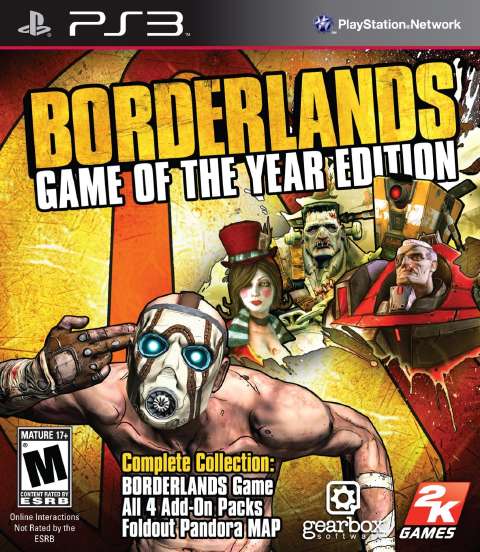 PS3
PlayStation®Network
BORDERLANDS
GAME OF THE YEAR EDITION
MATURE 17+
M
CONTENT RATED BY
ESRB
Online Interactions
Not Rated by the
ESRB
Complete Collection:
BORDERLANDS Game
All 4 Add-On Packs
Foldout Pandora MAP
gearbox
software
2K
GAMES